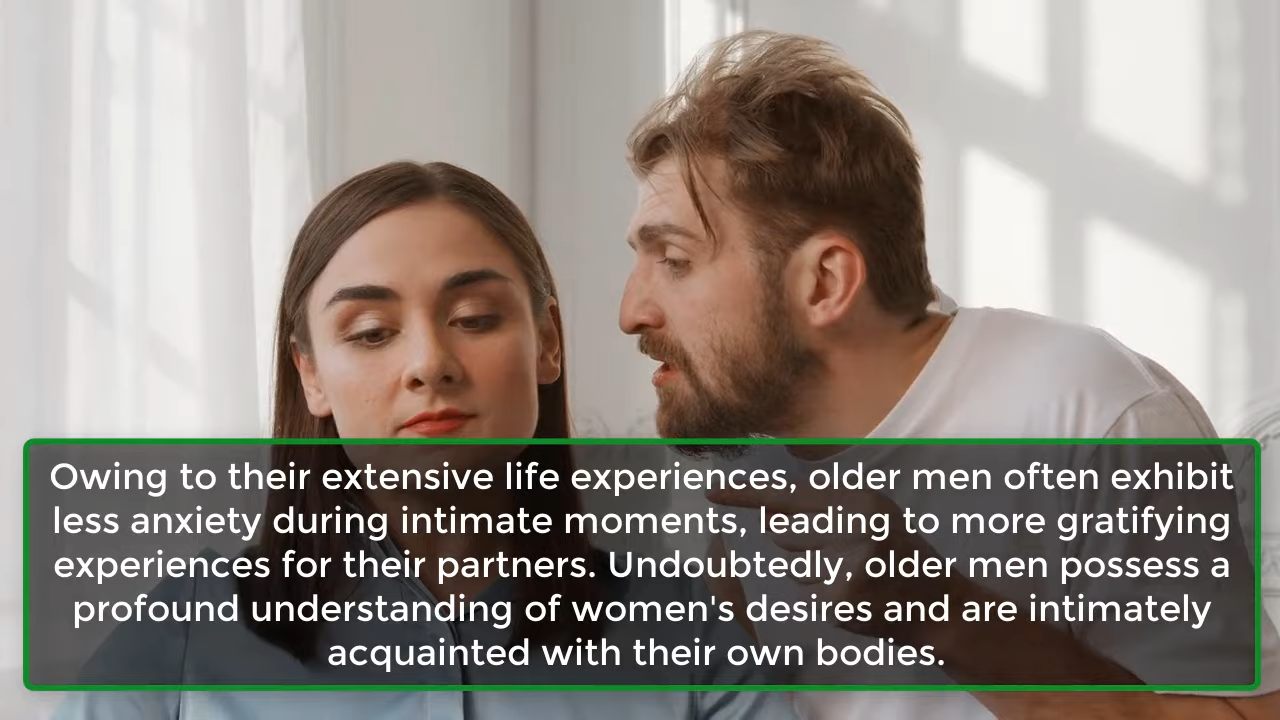 Owing to their extensive life experiences, older men often exhibit
less anxiety during intimate moments, leading to more gratifying
experiences for their partners. Undoubtedly, older men possess a
profound understanding of women's desires and are intimately
acquainted with their own bodies.